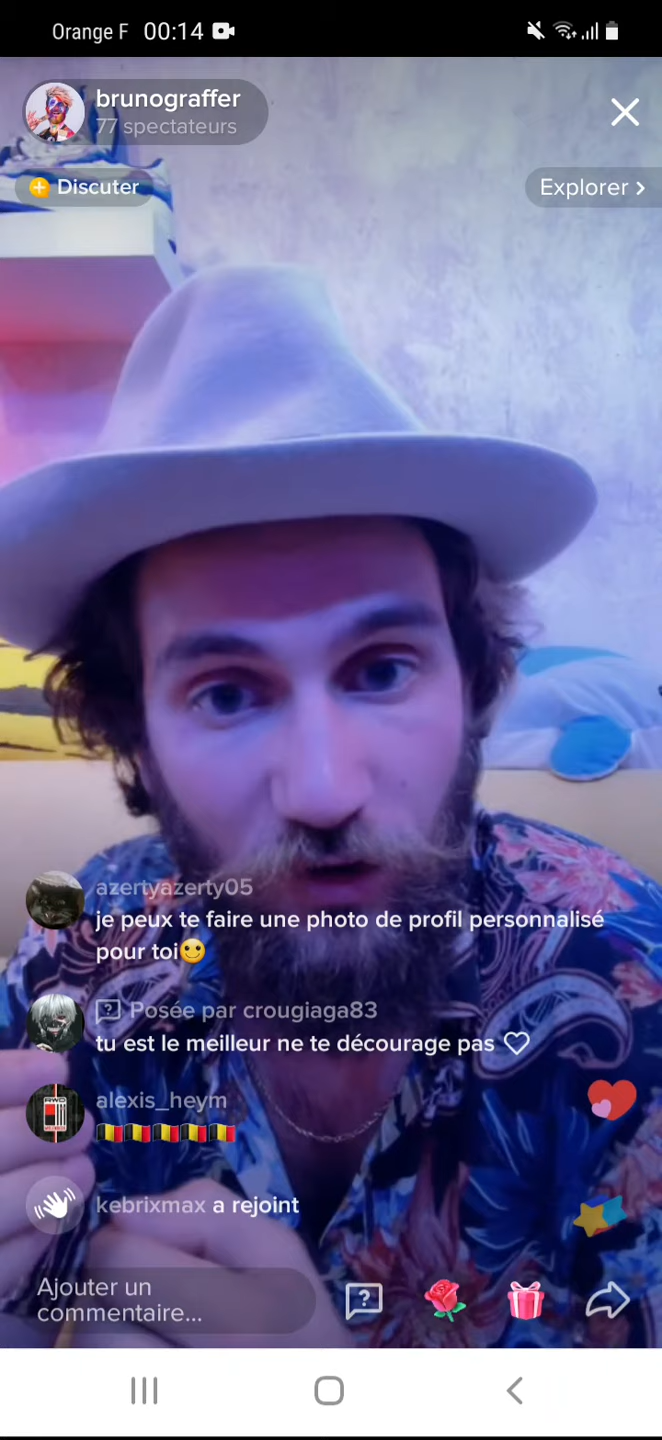 Orange F 00:14
brunograffer
77 spectateurs
Discuter
Explorer >
azertyazerty05
je peux te faire une photo de profil personnalisé
pour toi🙂
Posée par crougiaga83
tu est le meilleur ne te décourage pas ♡
alexis_heym
🇧🇪🇧🇪🇧🇪🇧🇪🇧🇪
kebrixmax a rejoint
Ajouter un
commentaire...